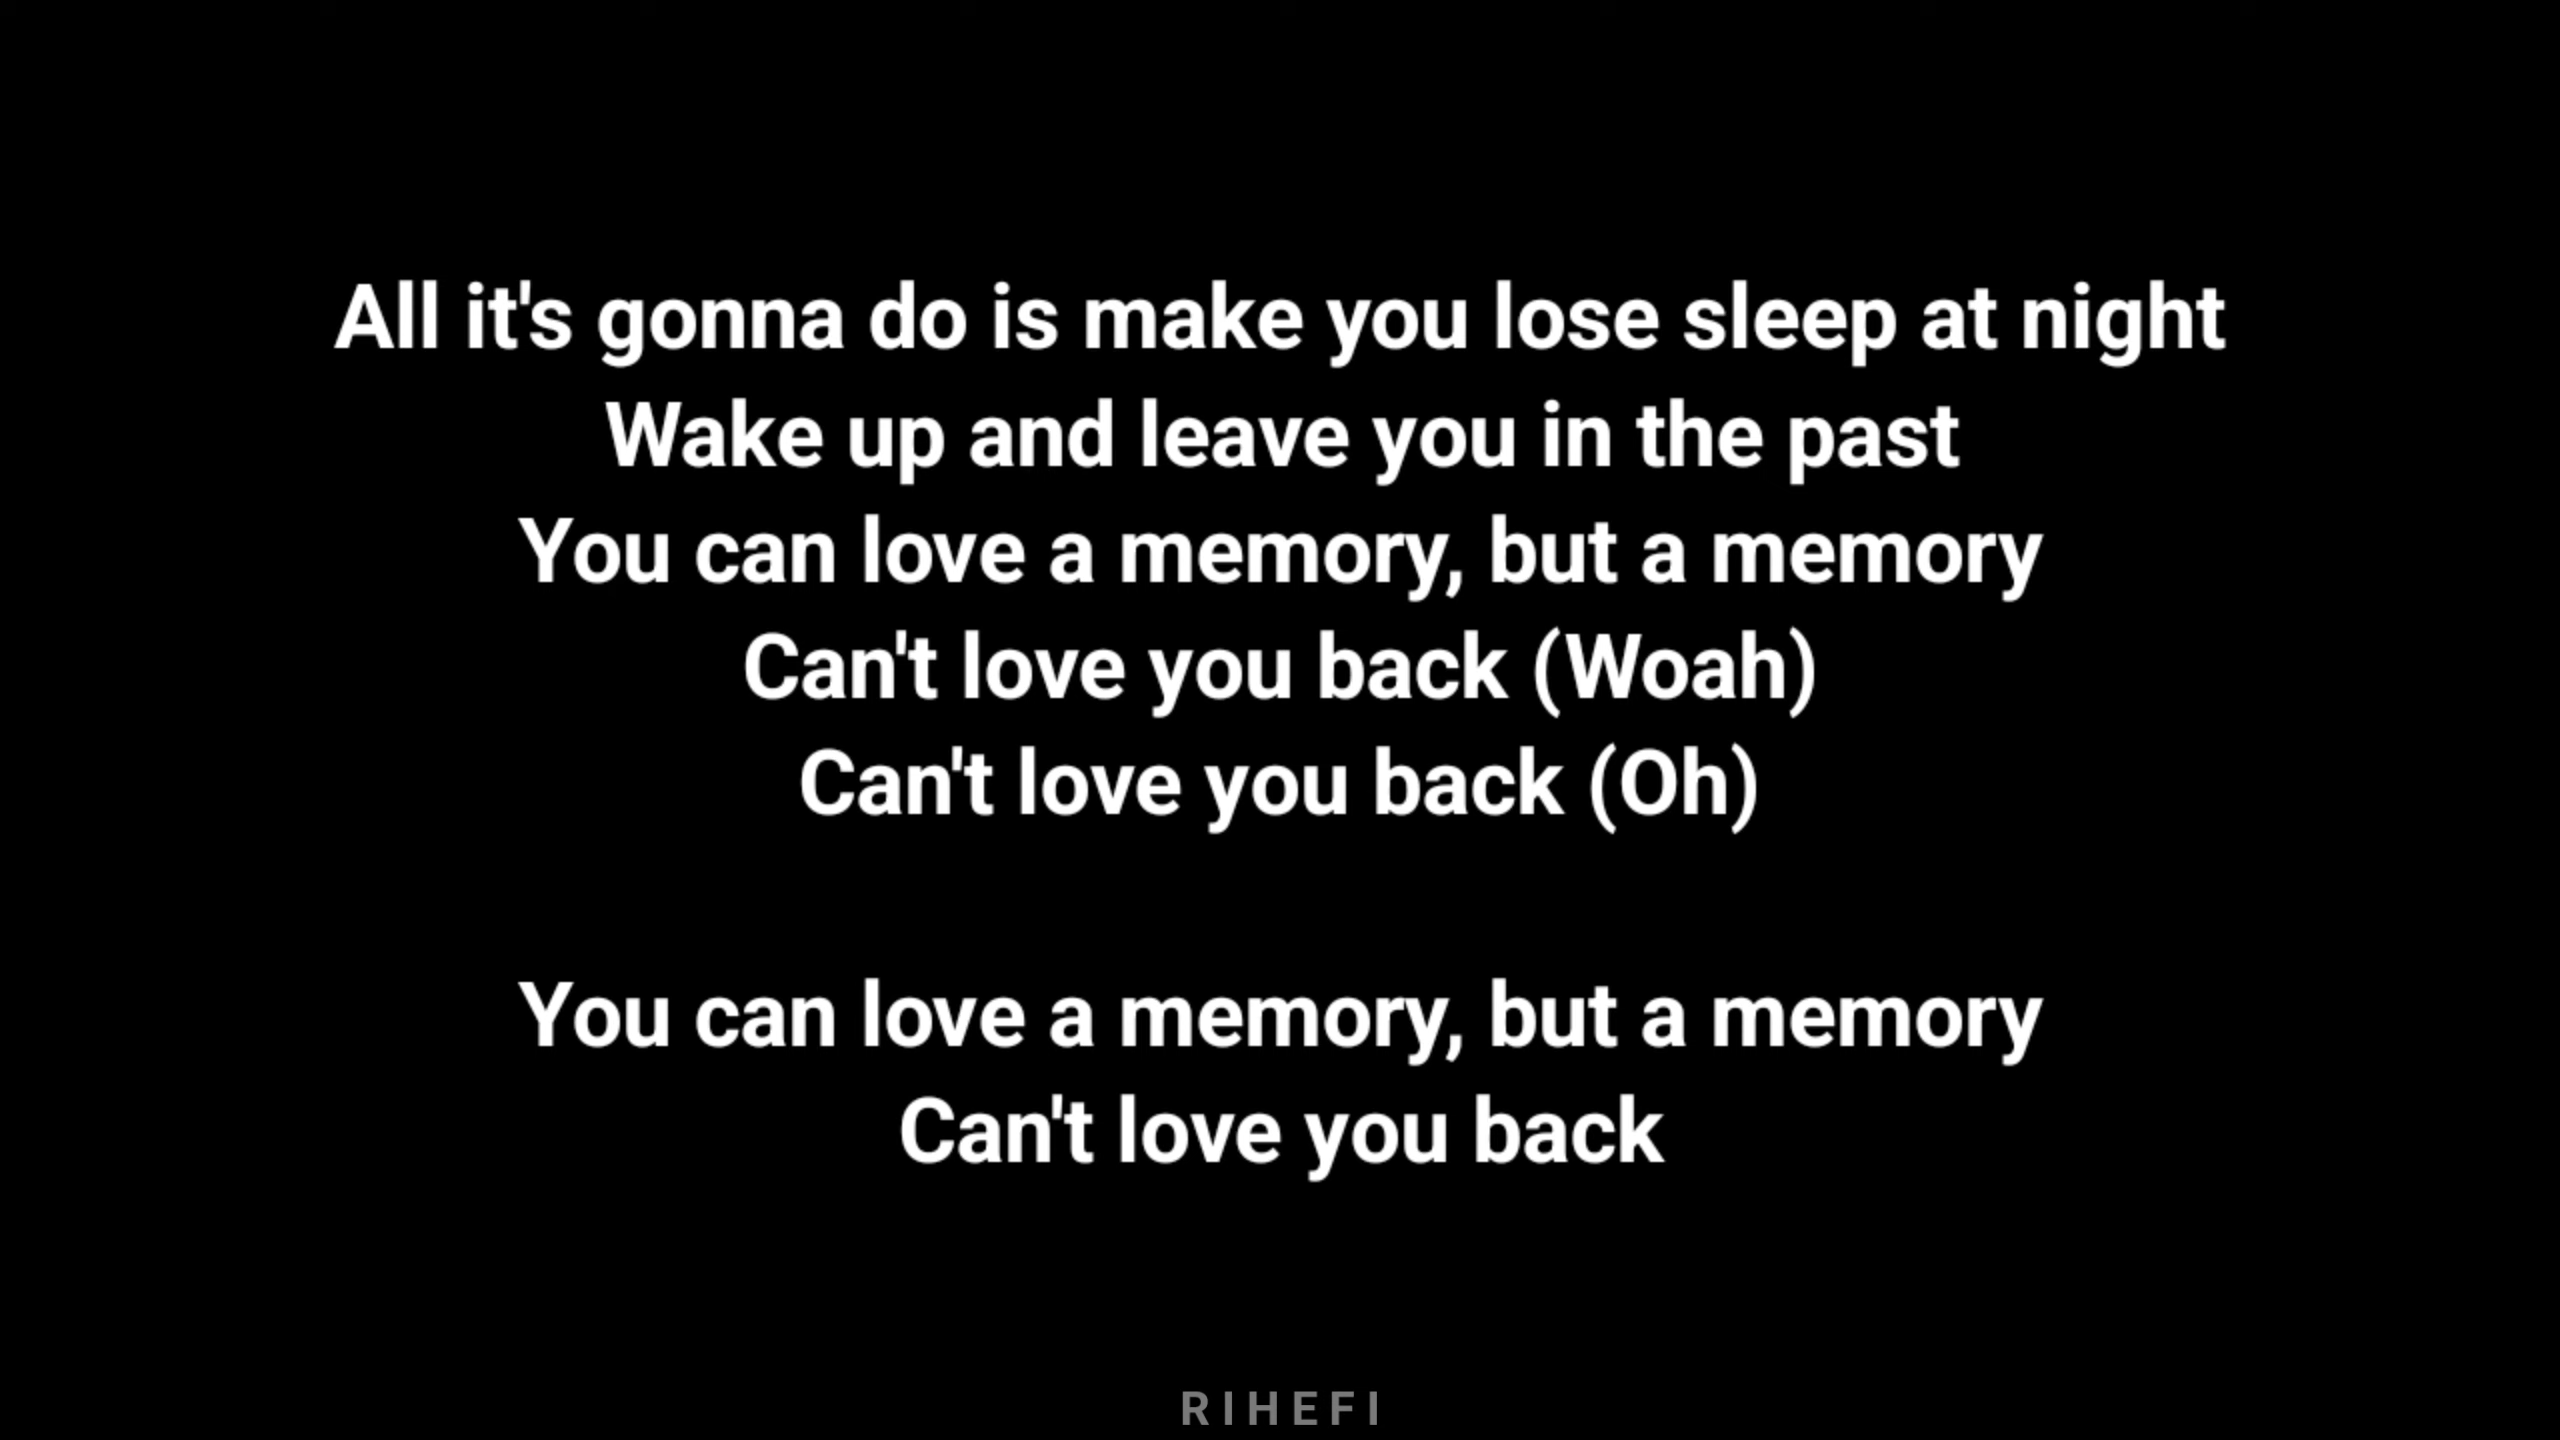 All it's gonna do is make you lose sleep at night
Wake up and leave you in the past
You can love a memory, but a memory
Can't love you back (Woah)
Can't love you back (Oh)
You can love a memory, but a memory
Can't love you back
RIHEFI